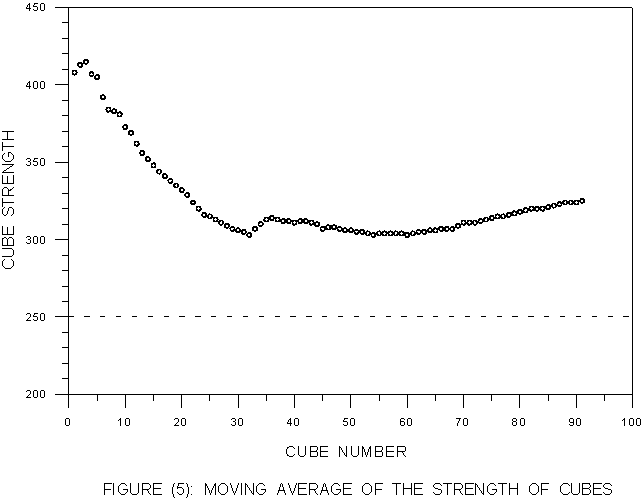 450
400
350
300
250
200
CUBE STRENGTH
0 10 20 30 40 50 60 70 80 90 100
CUBE NUMBER
FIGURE (5): MOVING AVERAGE OF THE STRENGTH OF CUBES